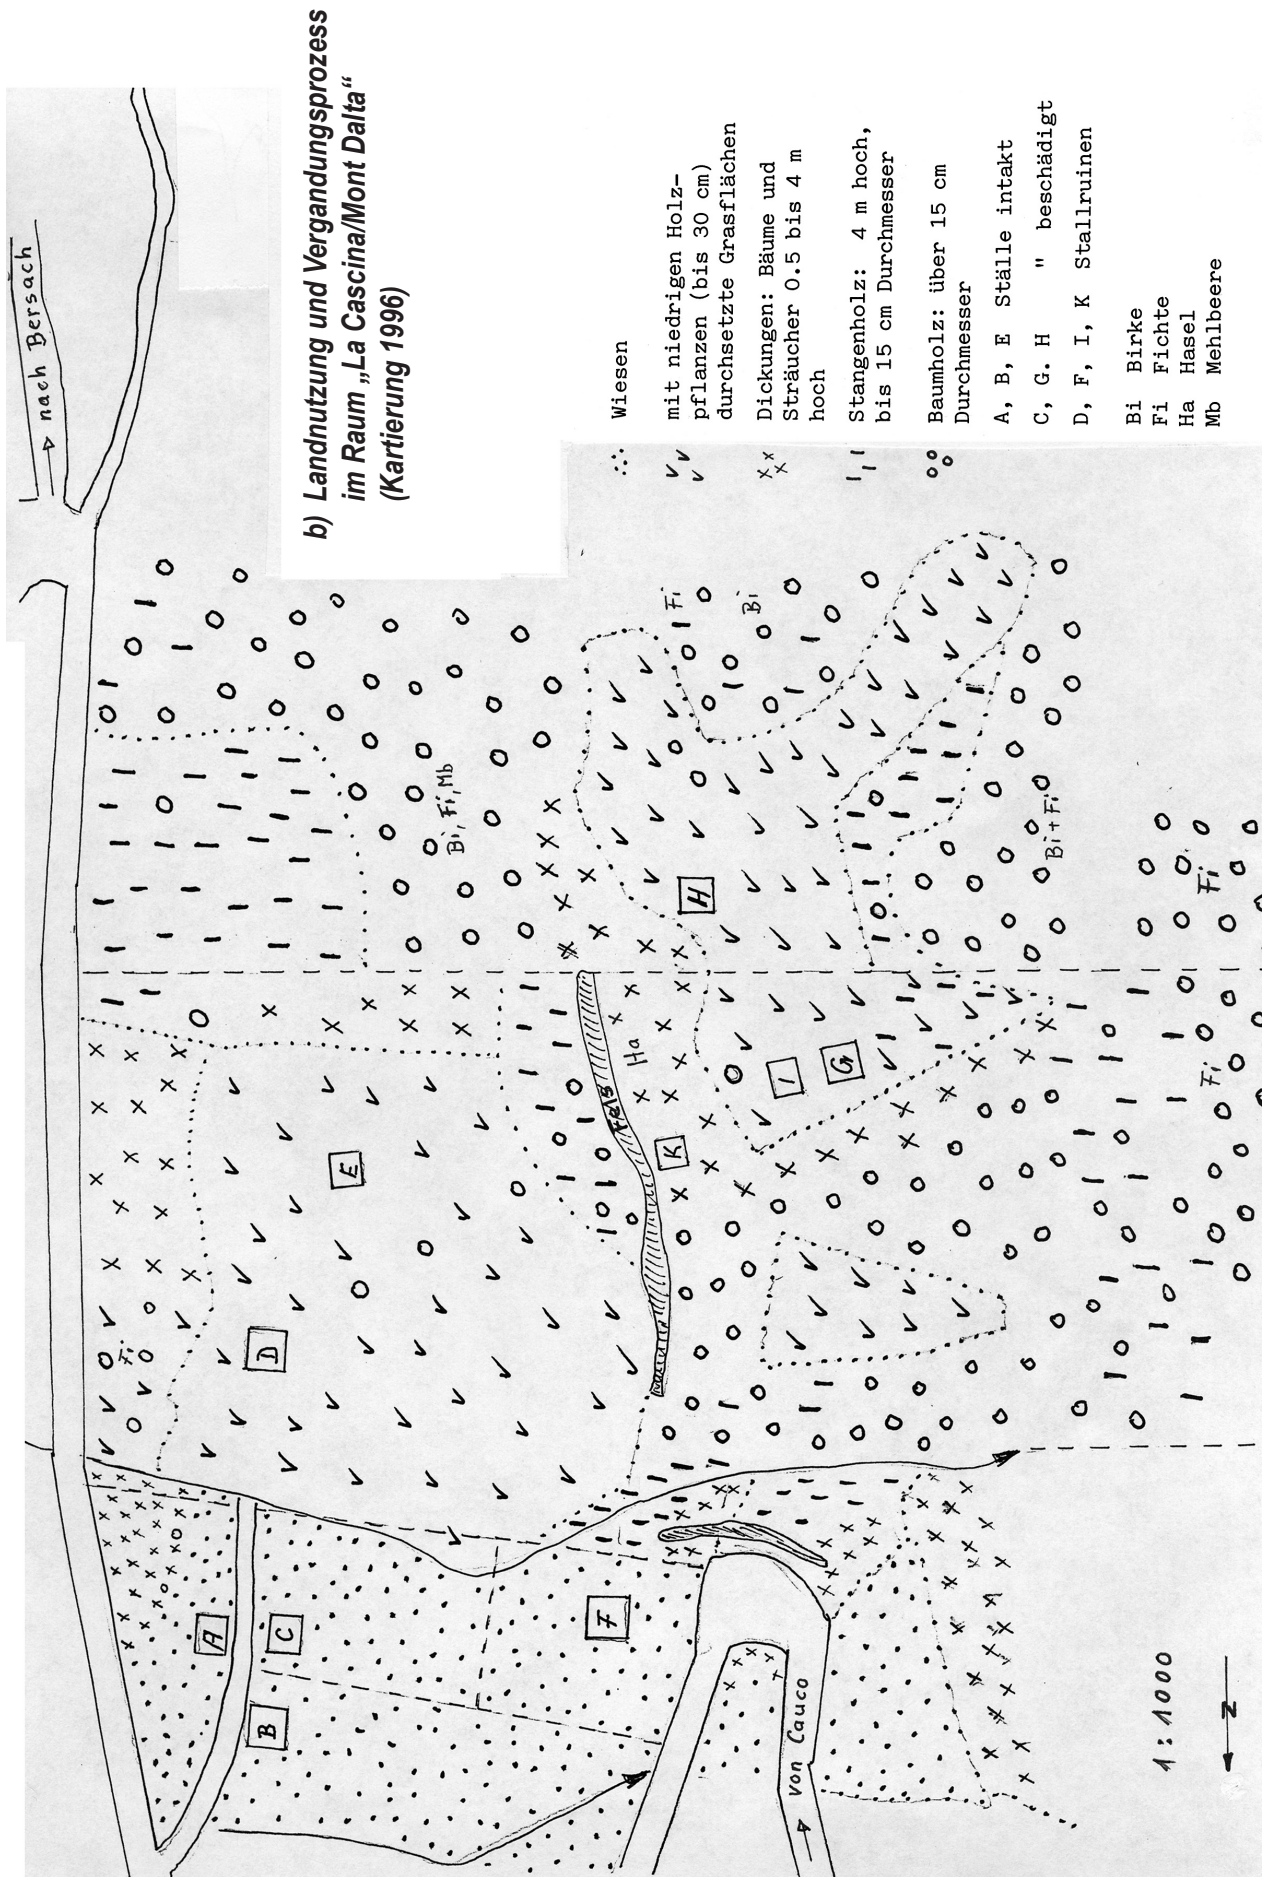 b) Landnutzung und Vergandungsprozess
im Raum „La Cascina/Mont Dalta“
(Kartierung 1996)
→ nach Bersach
Wiesen
mit niedrigen Holz-
pflanzen (bis 30 cm)
durchsetzte Grasflächen
Dickungen: Bäume und
Sträucher 0.5 bis 4 m
hoch
Stangenholz: 4 m hoch,
bis 15 cm Durchmesser
Baumholz: über 15 cm
Durchmesser
A, B, E Ställe intakt
C, G. H " beschädigt
D, F, I, K Stallruinen
Bi Birke
Fi Fichte
Ha Hasel
Mb Mehlbeere
Bi, Fi, Mb
Fi
Bi
Bi + Fi
Fi
Fi
Fi
Ha
Fels
A
B
C
D
E
F
G
H
I
K
→ von Cauco
1:1000
N